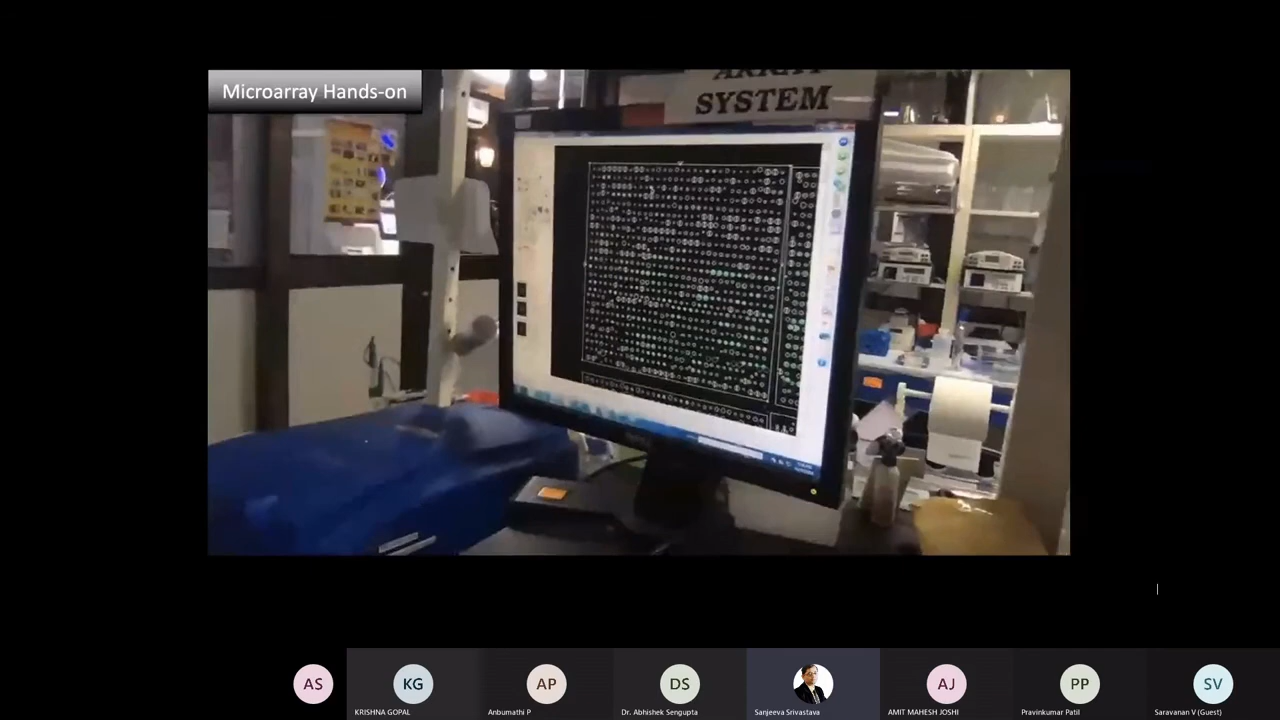 Microarray Hands-on
ARRAY
SYSTEM
AS
KG
AP
DS
AJ
PP
SV
KRISHNA GOPAL
Anbumathi P
Dr. Abhishek Sengupta
Sanjeeva Srivastava
AMIT MAHESH JOSHI
Pravinkumar Patil
Saravanan V (Guest)